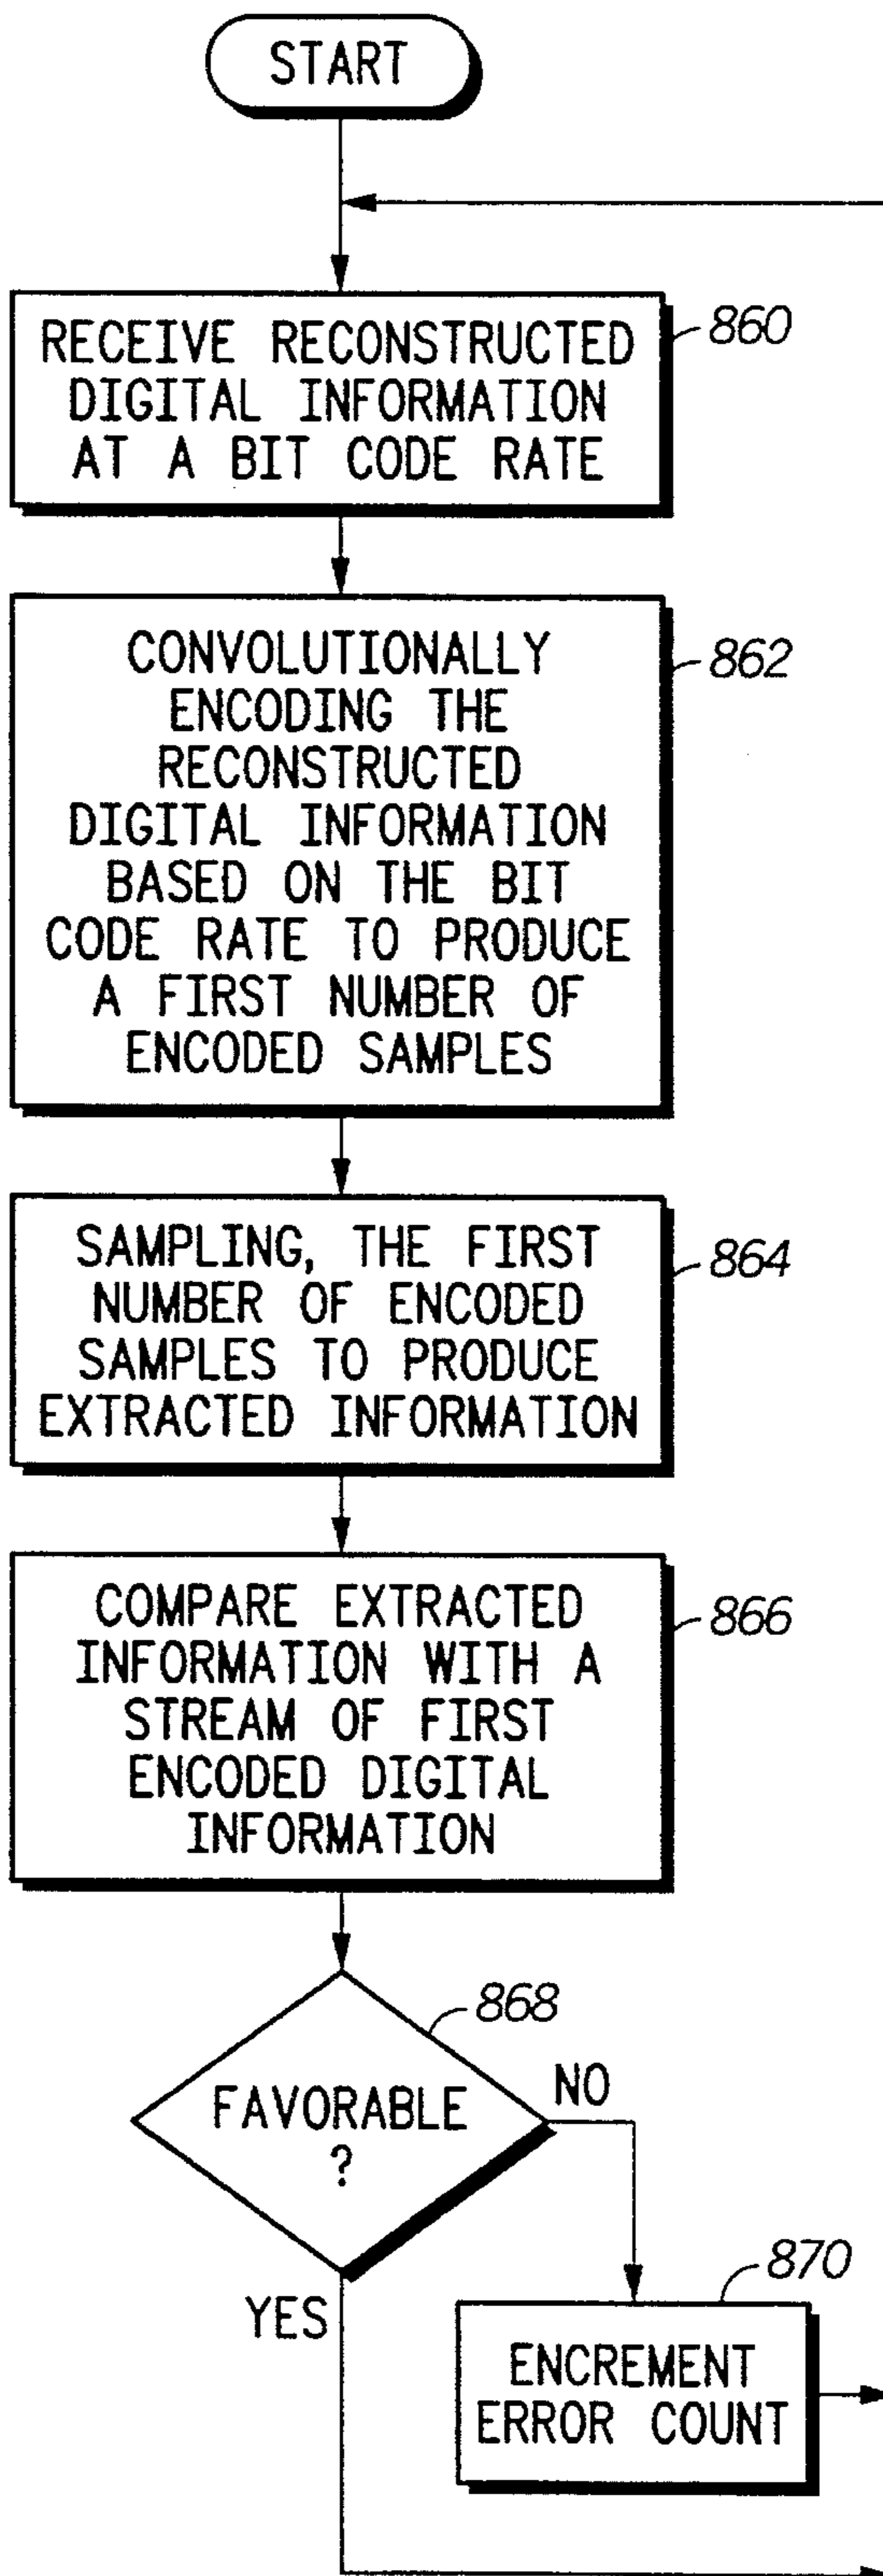 START
RECEIVE RECONSTRUCTED
DIGITAL INFORMATION
AT A BIT CODE RATE
860
CONVOLUTIONALLY
ENCODING THE
RECONSTRUCTED
DIGITAL INFORMATION
BASED ON THE BIT
CODE RATE TO PRODUCE
A FIRST NUMBER OF
ENCODED SAMPLES
862
SAMPLING, THE FIRST
NUMBER OF ENCODED
SAMPLES TO PRODUCE
EXTRACTED INFORMATION
864
COMPARE EXTRACTED
INFORMATION WITH A
STREAM OF FIRST
ENCODED DIGITAL
INFORMATION
866
868
FAVORABLE
?
NO
YES
870
ENCREMENT
ERROR COUNT